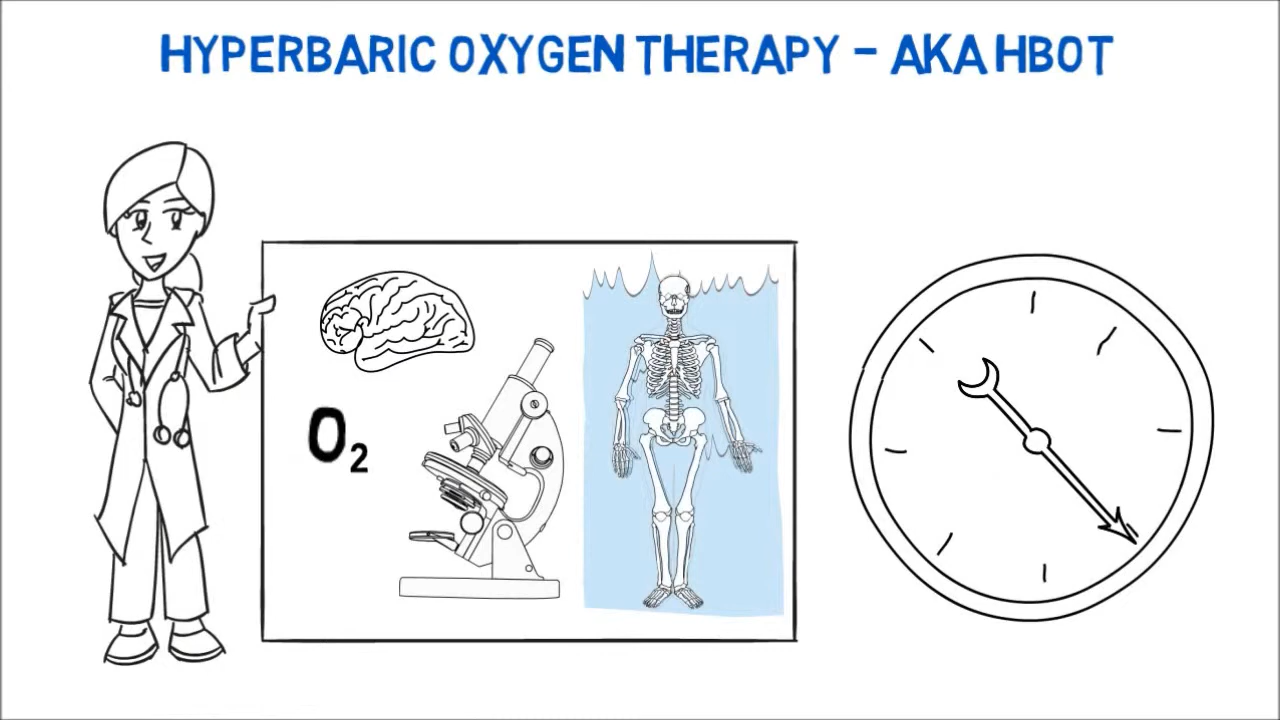 HYPERBARIC OXYGEN THERAPY - AKA HBOT
O₂